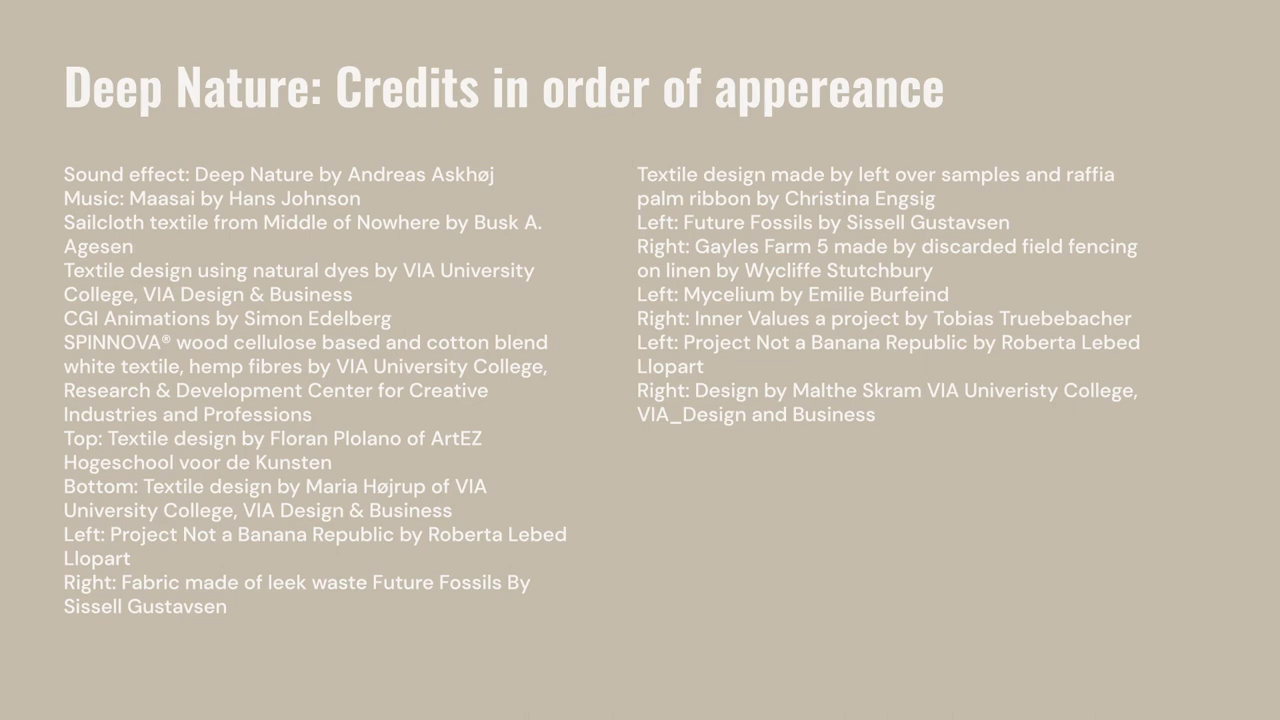 Deep Nature: Credits in order of appereance
Sound effect: Deep Nature by Andreas Askhøj
Music: Maasai by Hans Johnson
Sailcloth textile from Middle of Nowhere by Busk A.
Agesen
Textile design using natural dyes by VIA University
College, VIA Design & Business
CGI Animations by Simon Edelberg
SPINNOVA® wood cellulose based and cotton blend
white textile, hemp fibres by VIA University College,
Research & Development Center for Creative
Industries and Professions
Top: Textile design by Floran Plolano of ArtEZ
Hogeschool voor de Kunsten
Bottom: Textile design by Maria Højrup of VIA
University College, VIA Design & Business
Left: Project Not a Banana Republic by Roberta Lebed
Llopart
Right: Fabric made of leek waste Future Fossils By
Sissell Gustavsen
Textile design made by left over samples and raffia
palm ribbon by Christina Engsig
Left: Future Fossils by Sissell Gustavsen
Right: Gayles Farm 5 made by discarded field fencing
on linen by Wycliffe Stutchbury
Left: Mycelium by Emilie Burfeind
Right: Inner Values a project by Tobias Truebebacher
Left: Project Not a Banana Republic by Roberta Lebed
Llopart
Right: Design by Malthe Skram VIA Univeristy College,
VIA_Design and Business